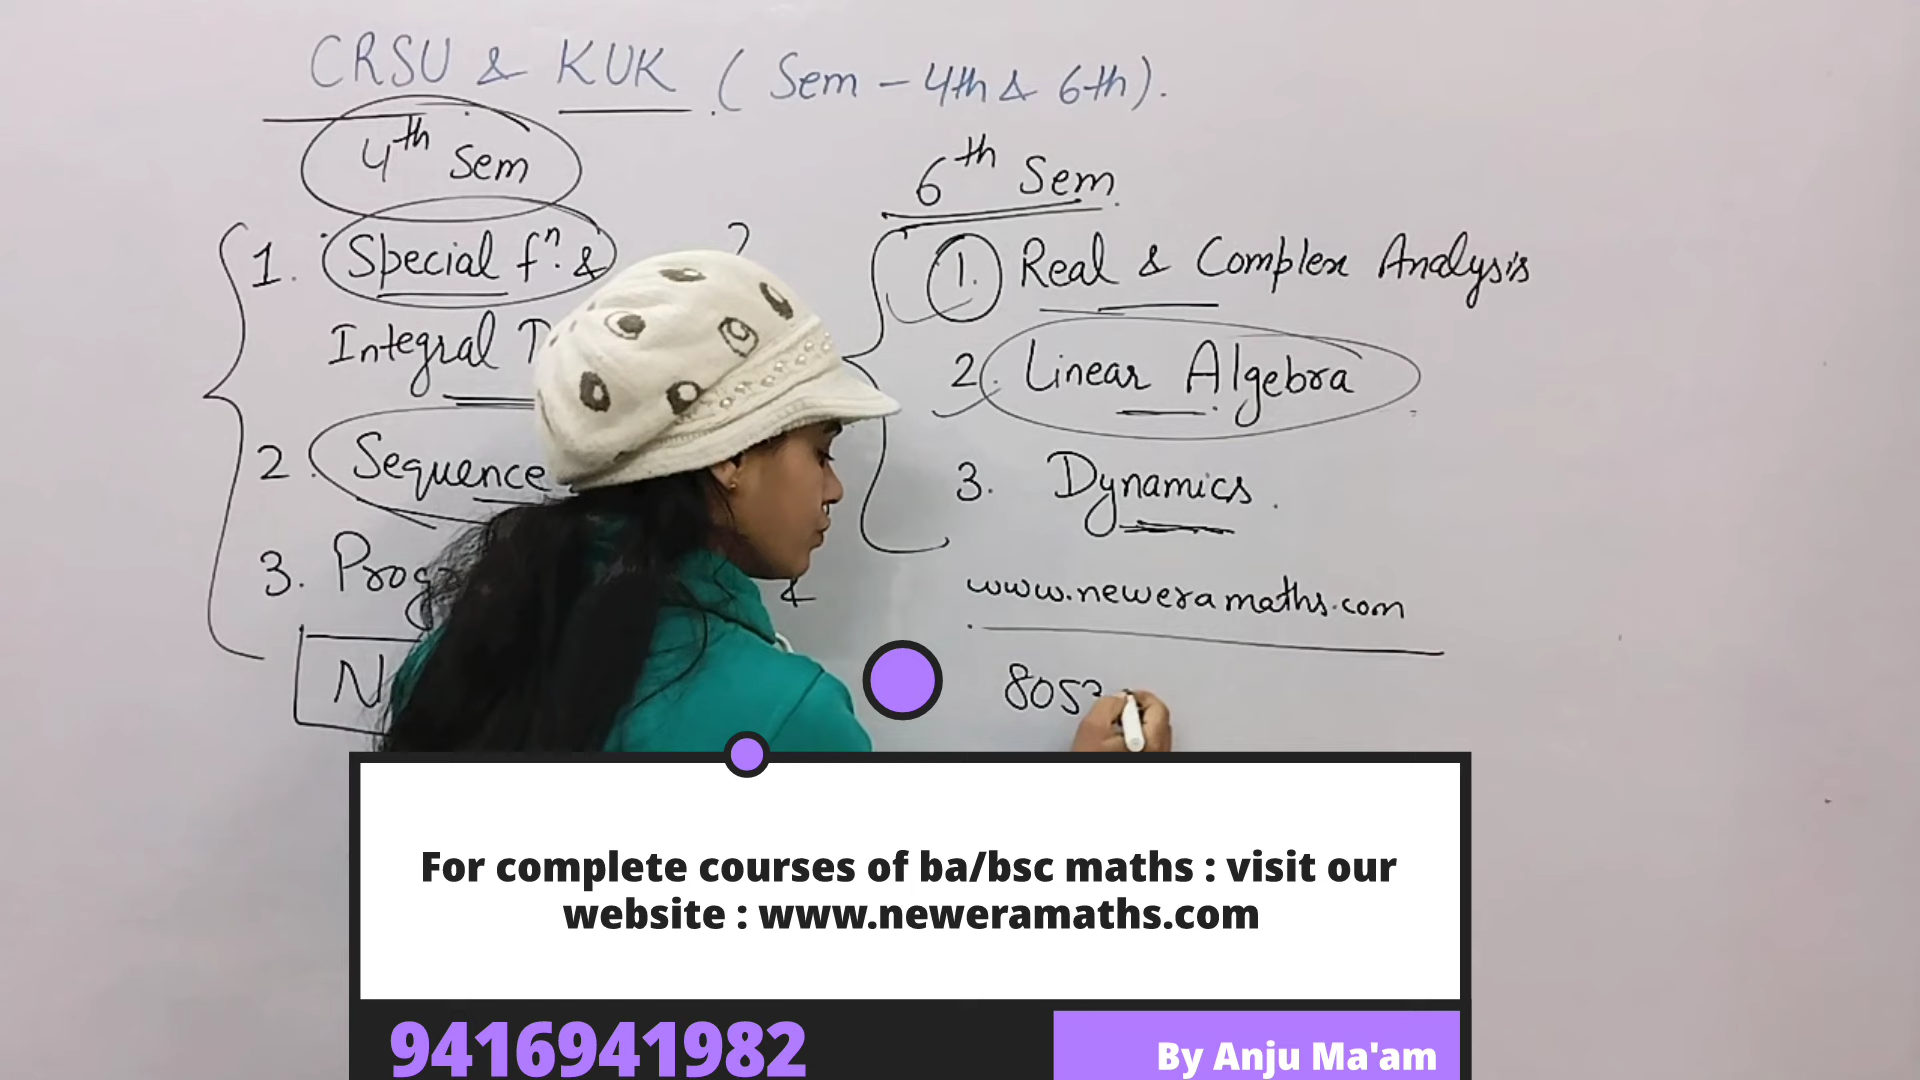 CRSU & KUK (Sem - 4th & 6th).
4th Sem
1. Special fn. &
Integral
2. Sequence
3.
&
6th Sem
1. Real & Complex Analysis
2. Linear Algebra
3. Dynamics.
www.neweramaths.com
8053
For complete courses of ba/bsc maths : visit our
website : www.neweramaths.com
9416941982
By Anju Ma'am